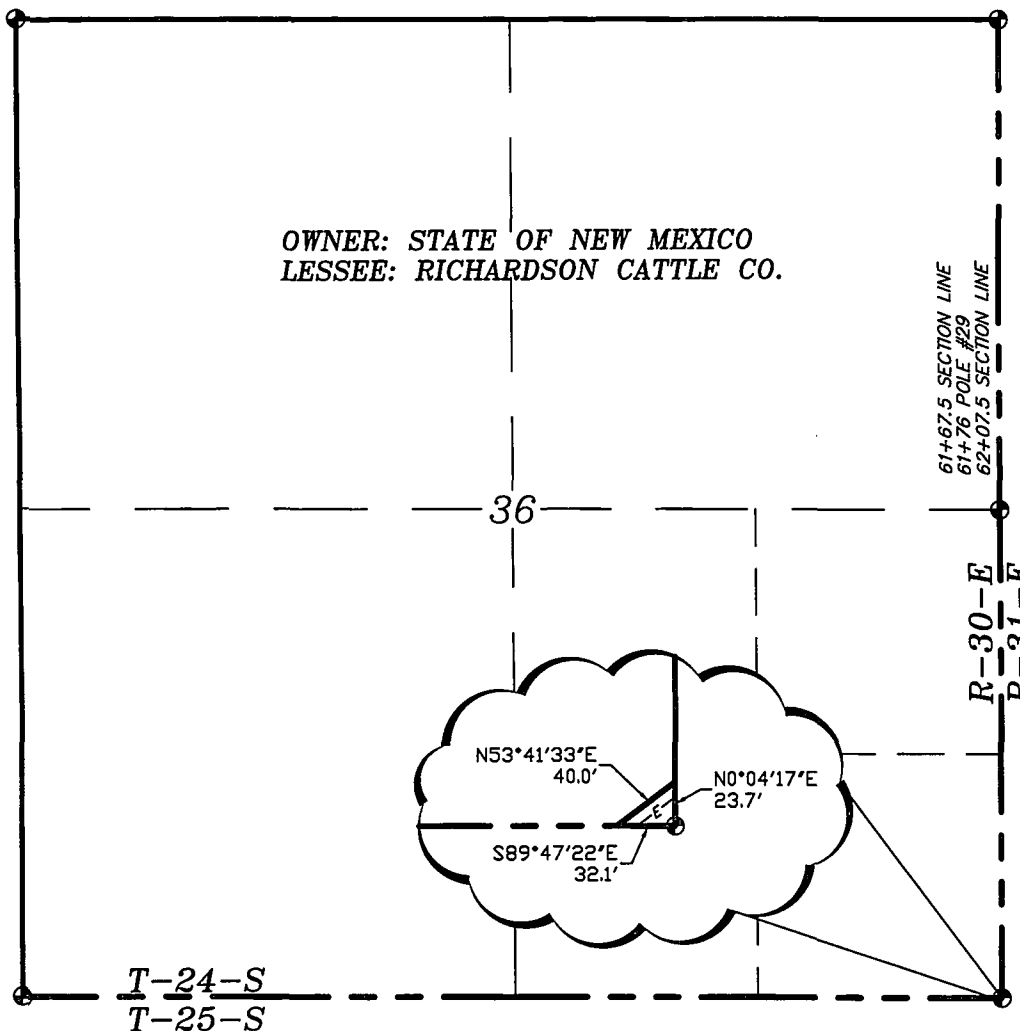 OWNER: STATE OF NEW MEXICO
LESSEE: RICHARDSON CATTLE CO.
61+67.5 SECTION LINE
61+76 POLE #29
62+07.5 SECTION LINE
36
R-30-E
R-31-E
N53°41'33"E
40.0'
N0°04'17"E
23.7'
E
S89°47'22"E
32.1'
T-24-S
T-25-S